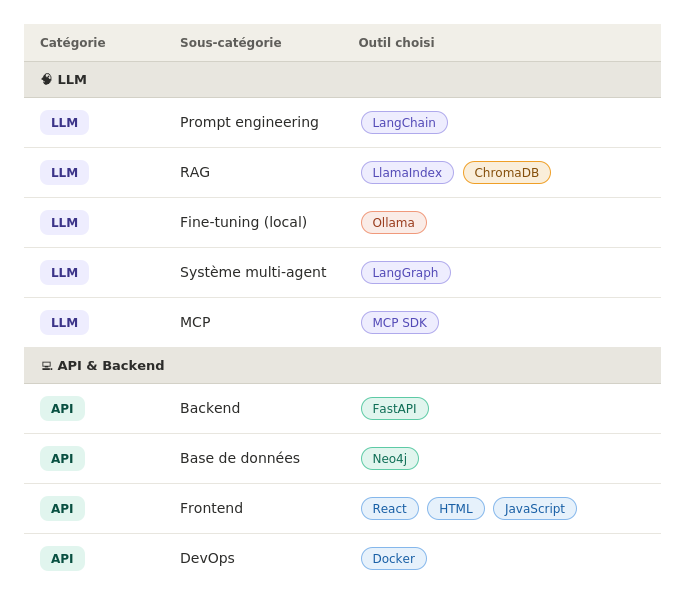 Catégorie Sous-catégorie Outil choisi
LLM
LLM Prompt engineering LangChain
LLM RAG LlamaIndex ChromaDB
LLM Fine-tuning (local) Ollama
LLM Système multi-agent LangGraph
LLM MCP MCP SDK
API & Backend
API Backend FastAPI
API Base de données Neo4j
API Frontend React HTML JavaScript
API DevOps Docker